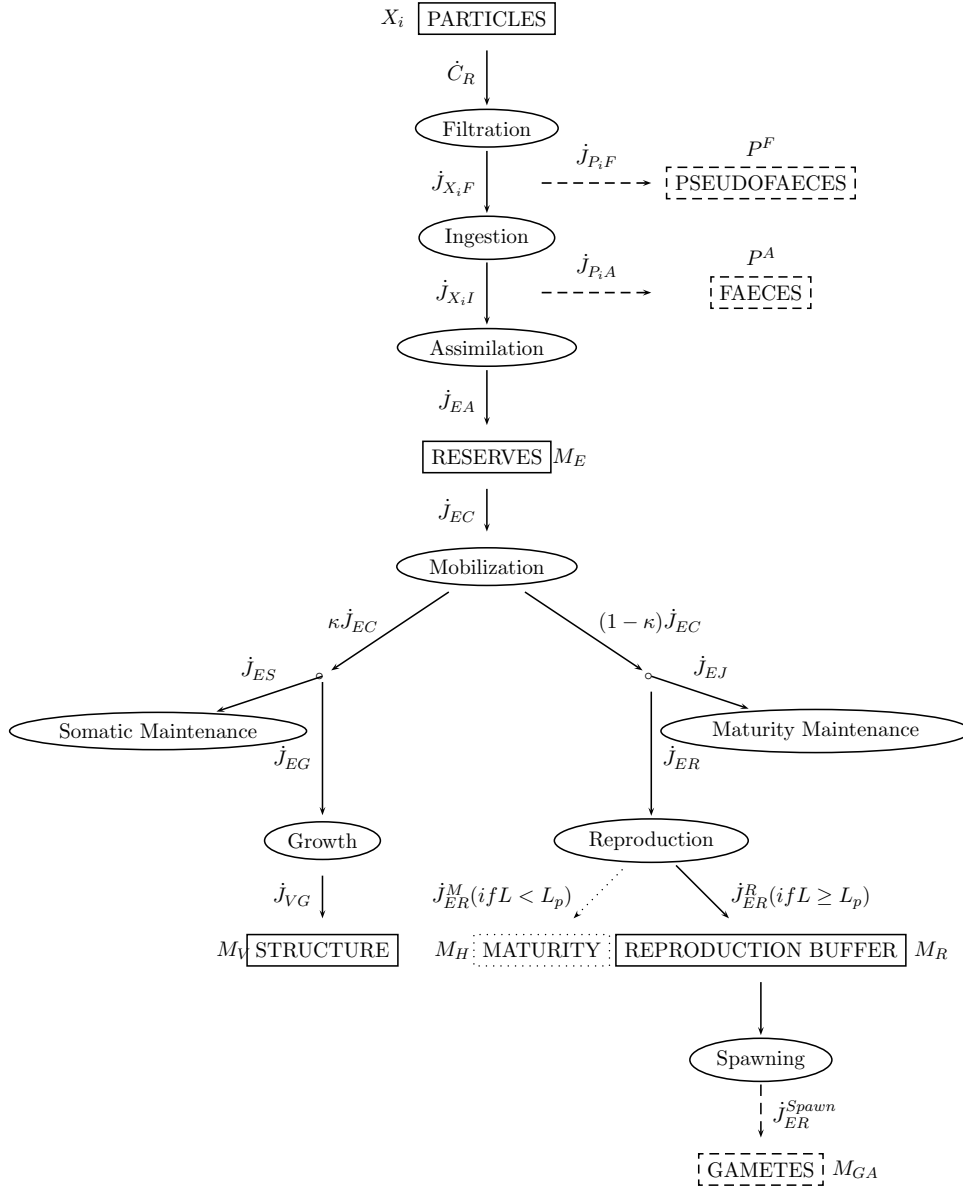 X_i PARTICLES
Ċ_R
Filtration
J̇_{X_iF} J̇_{P_iF} P^F
PSEUDOFAECES
Ingestion
J̇_{X_iI} J̇_{P_iA} P^A
FAECES
Assimilation
J̇_{EA}
RESERVES M_E
J̇_{EC}
Mobilization
κJ̇_{EC} (1 − κ)J̇_{EC}
J̇_{ES} J̇_{EJ}
Somatic Maintenance Maturity Maintenance
J̇_{EG} J̇_{ER}
Growth Reproduction
J̇_{VG} J̇_{ER}^M(ifL < L_p) J̇_{ER}^R(ifL ≥ L_p)
M_V STRUCTURE M_H MATURITY REPRODUCTION BUFFER M_R
Spawning
J̇_{ER}^{Spawn}
GAMETES M_{GA}